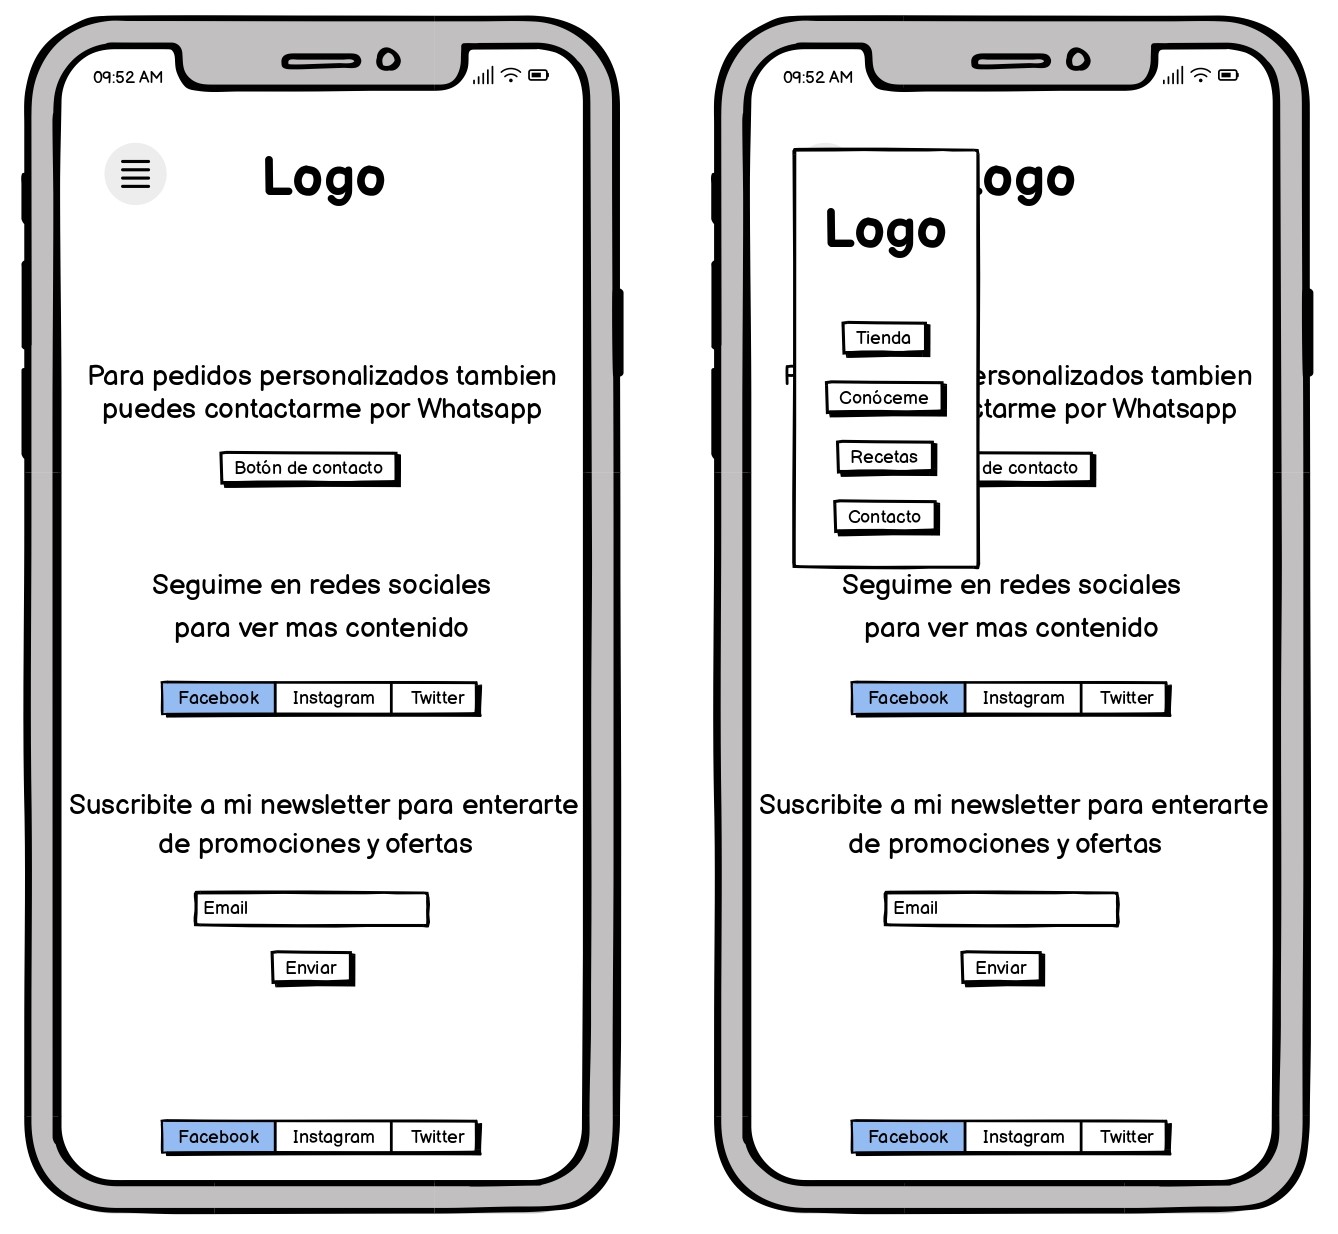 09:52 AM
Logo
Para pedidos personalizados tambien
puedes contactarme por Whatsapp
Botón de contacto
Seguime en redes sociales
para ver mas contenido
Facebook Instagram Twitter
Suscribite a mi newsletter para enterarte
de promociones y ofertas
Email
Enviar
Facebook Instagram Twitter
09:52 AM
ogo
Logo
Tienda
Conóceme
Recetas
Contacto
ersonalizados tambien
ctarme por Whatsapp
de contacto
Seguime en redes sociales
para ver mas contenido
Facebook Instagram Twitter
Suscribite a mi newsletter para enterarte
de promociones y ofertas
Email
Enviar
Facebook Instagram Twitter